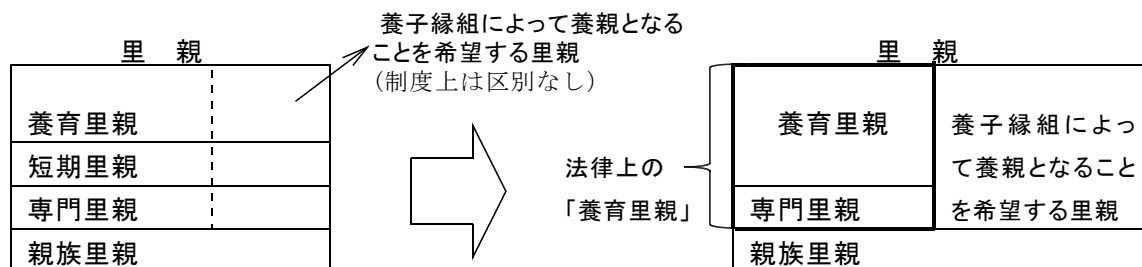 養子縁組によって養親となる
ことを希望する里親
(制度上は区別なし)
里 親
養育里親
短期里親
専門里親
親族里親
里 親
法律上の
「養育里親」
養育里親
専門里親
養子縁組によっ
て養親となること
を希望する里親
親族里親